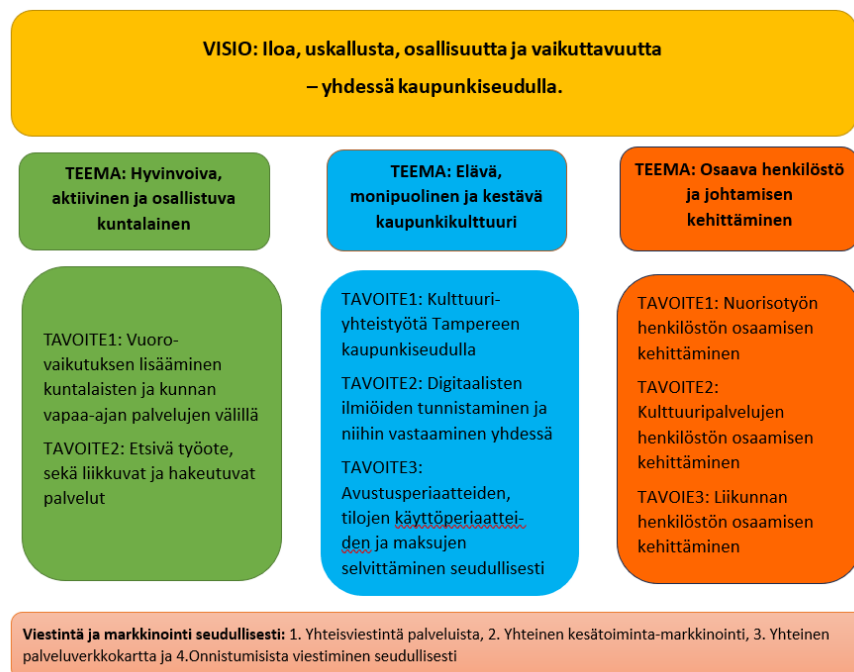 VISIO: Iloa, uskallusta, osallisuutta ja vaikuttavuutta
– yhdessä kaupunkiseudulla.
TEEMA: Hyvinvoiva,
aktiivinen ja osallistuva
kuntalainen
TEEMA: Elävä,
monipuolinen ja kestävä
kaupunkikulttuuri
TEEMA: Osaava henkilöstö
ja johtamisen
kehittäminen
TAVOITE1: Vuoro-
vaikutuksen lisääminen
kuntalaisten ja kunnan
vapaa-ajan palvelujen välillä
TAVOITE2: Etsivä työote,
sekä liikkuvat ja hakeutuvat
palvelut
TAVOITE1: Kulttuuri-
yhteistyötä Tampereen
kaupunkiseudulla
TAVOITE2: Digitaalisten
ilmiöiden tunnistaminen ja
niihin vastaaminen yhdessä
TAVOITE3:
Avustusperiaatteiden,
tilojen käyttöperiaattei-
den ja maksujen
selvittäminen seudullisesti
TAVOITE1: Nuorisotyön
henkilöstön osaamisen
kehittäminen
TAVOITE2:
Kulttuuripalvelujen
henkilöstön osaamisen
kehittäminen
TAVOIE3: Liikunnan
henkilöstön osaamisen
kehittäminen
Viestintä ja markkinointi seudullisesti: 1. Yhteisviestintä palveluista, 2. Yhteinen kesätoiminta-markkinointi, 3. Yhteinen
palveluverkkokartta ja 4.Onnistumisista viestiminen seudullisesti